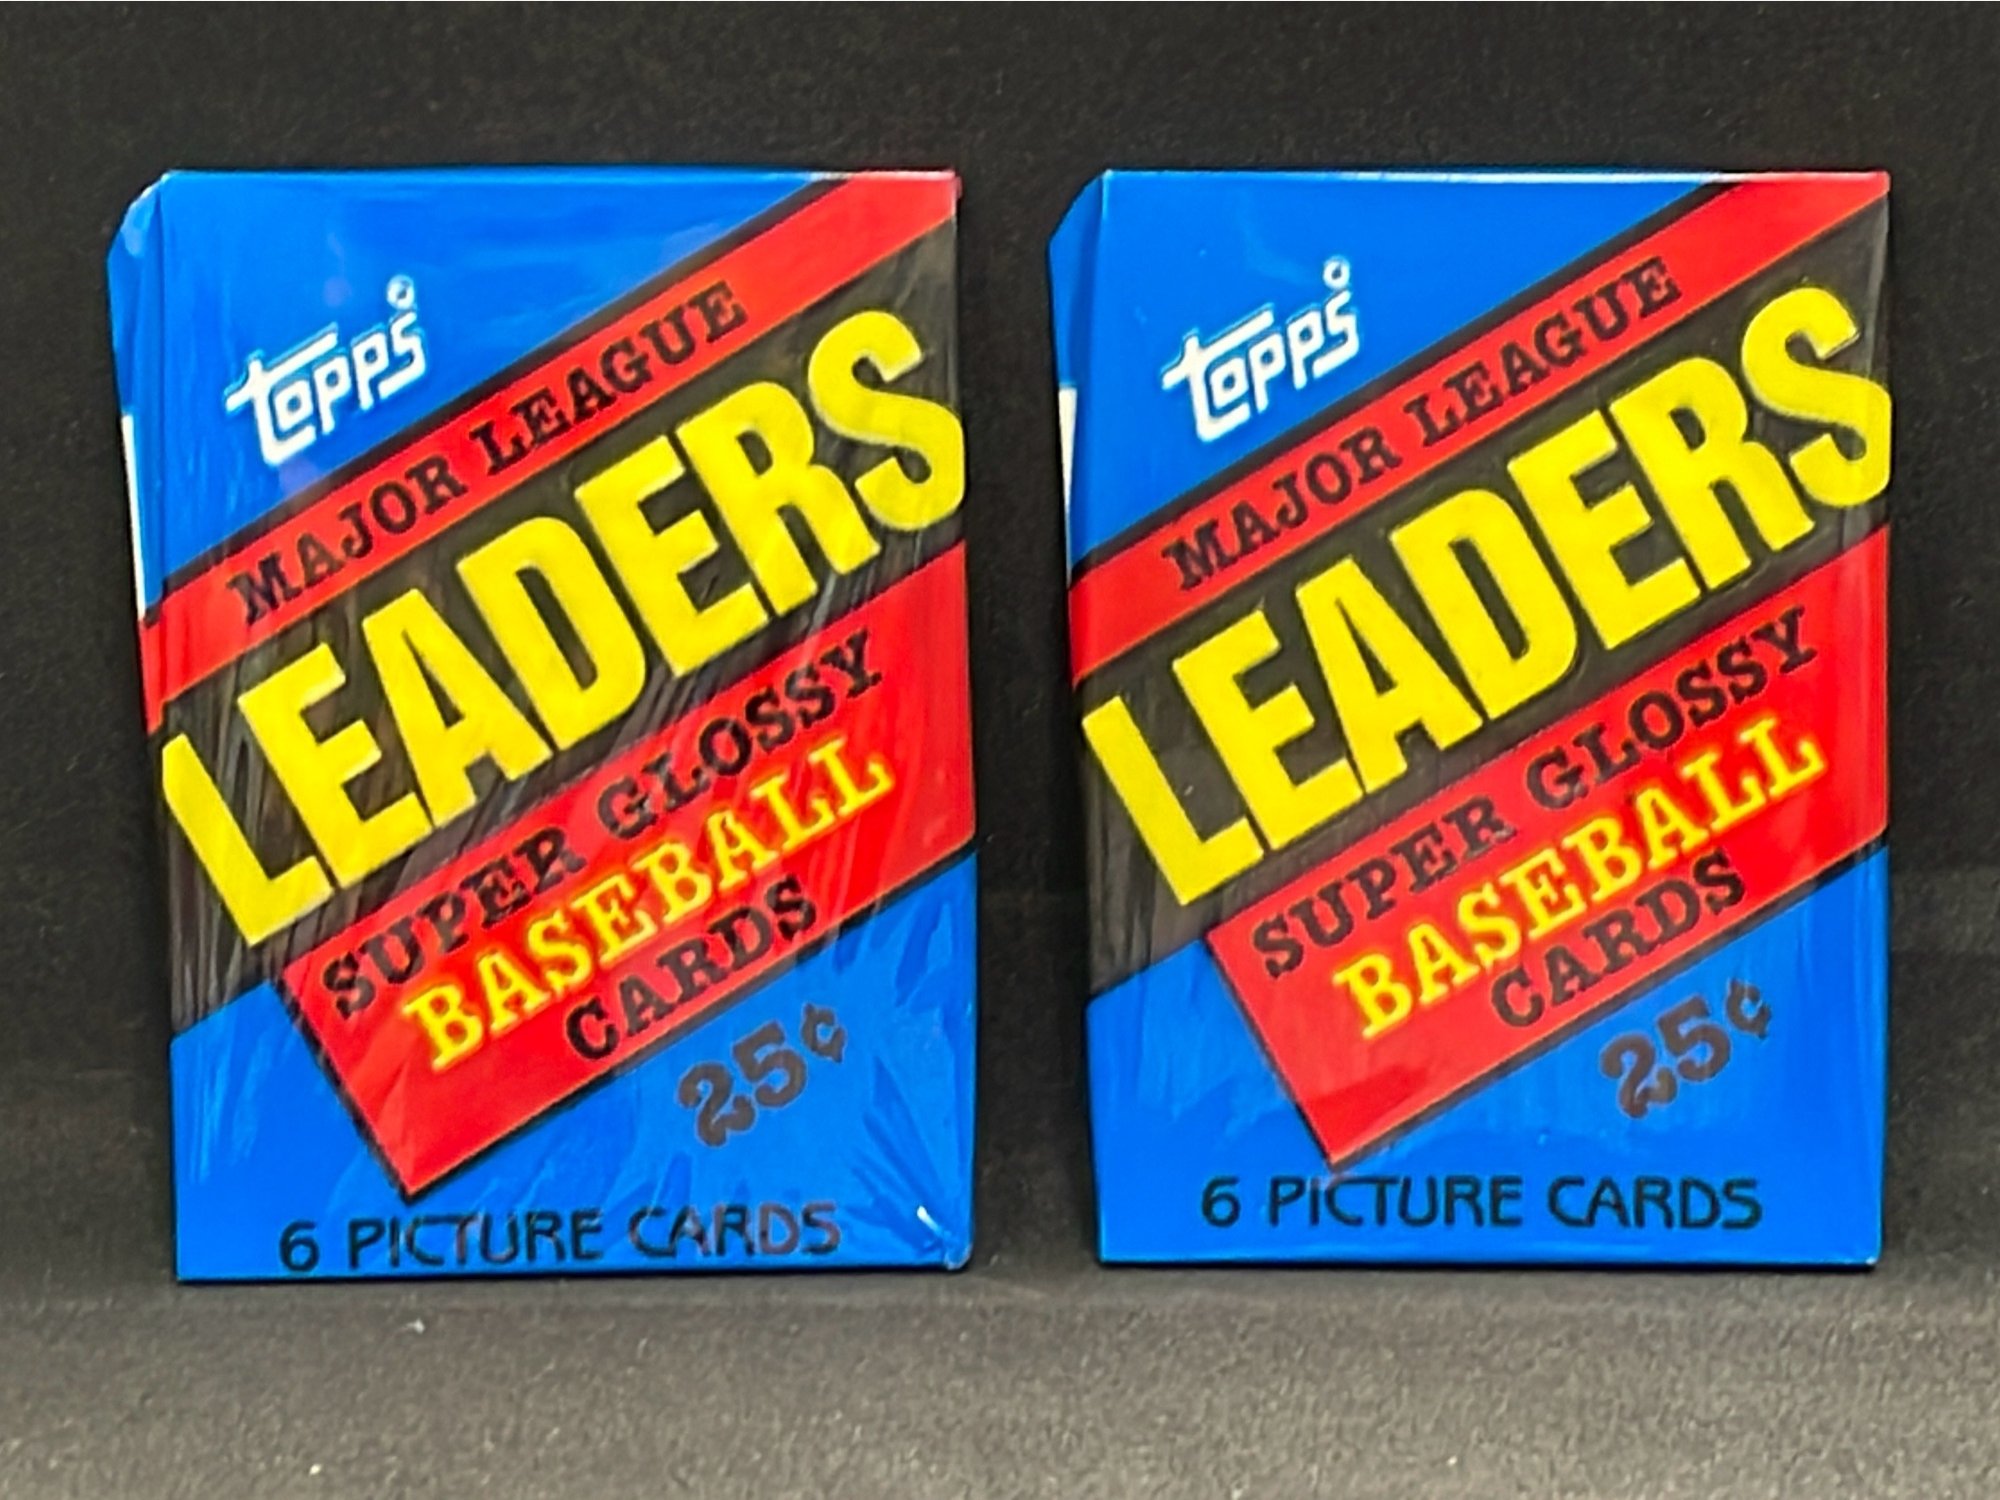 Topps
MAJOR LEAGUE
LEADERS
SUPER GLOSSY
BASEBALL
CARDS
25¢
6 PICTURE CARDS
Topps
MAJOR LEAGUE
LEADERS
SUPER GLOSSY
BASEBALL
CARDS
25¢
6 PICTURE CARDS